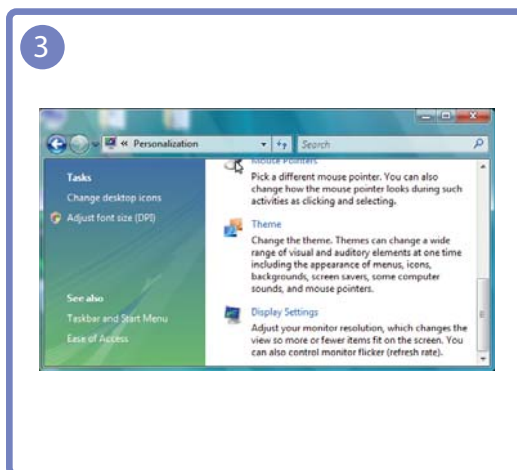 3
« Personalization
Search
Tasks
Change desktop icons
Adjust font size (DPI)
See also
Taskbar and Start Menu
Ease of Access
Mouse Pointers
Pick a different mouse pointer. You can also
change how the mouse pointer looks during such
activities as clicking and selecting.
Theme
Change the theme. Themes can change a wide
range of visual and auditory elements at one time
including the appearance of menus, icons,
backgrounds, screen savers, some computer
sounds, and mouse pointers.
Display Settings
Adjust your monitor resolution, which changes the
view so more or fewer items fit on the screen. You
can also control monitor flicker (refresh rate).